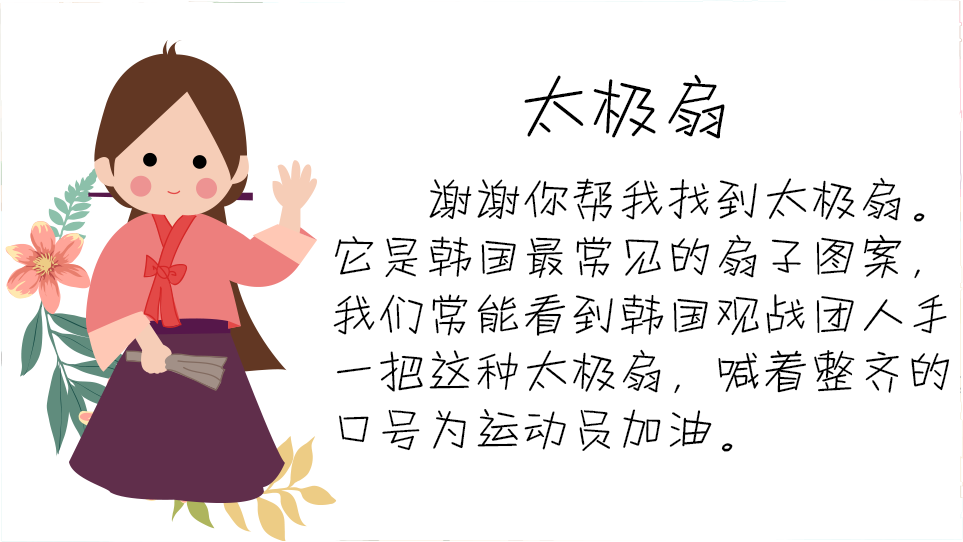 太极扇
谢谢你帮我找到太极扇。
它是韩国最常见的扇子图案，
我们常能看到韩国观战团人手
一把这种太极扇，喊着整齐的
口号为运动员加油。